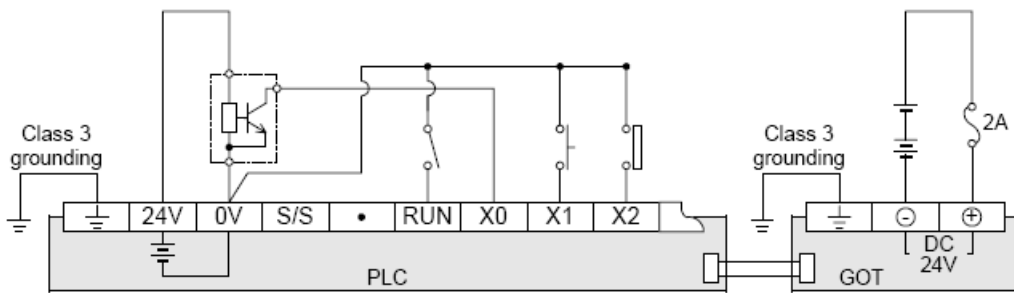 Class 3
grounding
24V
0V
S/S
•
RUN
X0
X1
X2
PLC
Class 3
grounding
2A
DC
24V
GOT